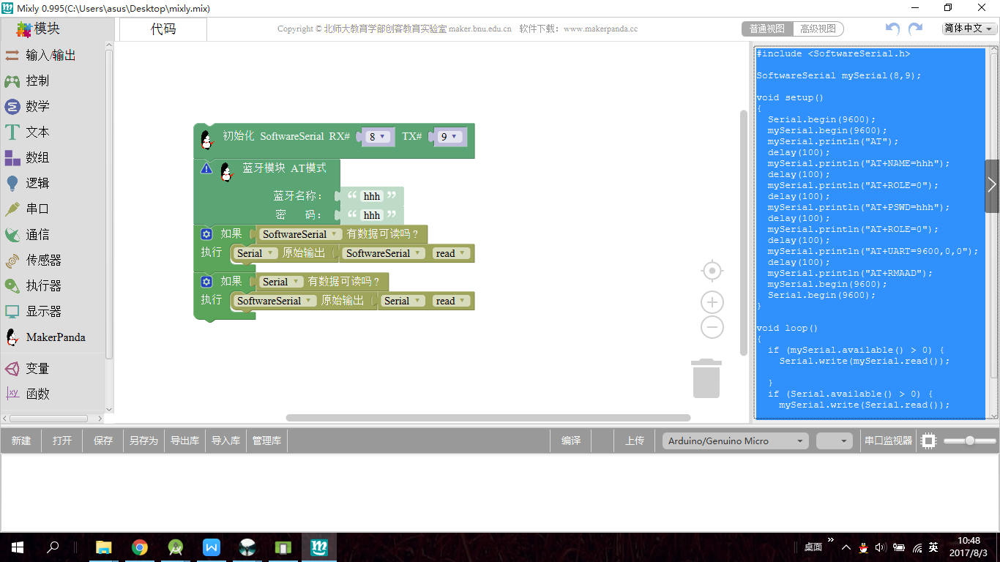 Mixly 0.995(C:\Users\asus\Desktop\mixly.mix)
模块
代码
Copyright © 北师大教育学部创客教育实验室 maker.bnu.edu.cn 软件下载：www.makerpanda.cc
普通视图 高级视图
简体中文
输入/输出
控制
数学
文本
数组
逻辑
串口
通信
传感器
执行器
显示器
MakerPanda
变量
xy 函数
初始化 SoftwareSerial RX# 8 TX# 9
蓝牙模块 AT模式
蓝牙名称： “ hhh ”
密 码： “ hhh ”
如果 SoftwareSerial 有数据可读吗？
执行 Serial 原始输出 SoftwareSerial read
如果 Serial 有数据可读吗？
执行 SoftwareSerial 原始输出 Serial read
#include <SoftwareSerial.h>
SoftwareSerial mySerial(8,9);
void setup()
{
Serial.begin(9600);
mySerial.begin(9600);
mySerial.println("AT");
delay(100);
mySerial.println("AT+NAME=hhh");
delay(100);
mySerial.println("AT+ROLE=0");
delay(100);
mySerial.println("AT+PSWD=hhh");
delay(100);
mySerial.println("AT+ROLE=0");
delay(100);
mySerial.println("AT+UART=9600,0,0");
delay(100);
mySerial.println("AT+RMAAD");
mySerial.begin(9600);
Serial.begin(9600);
}
void loop()
{
if (mySerial.available() > 0) {
Serial.write(mySerial.read());
}
if (Serial.available() > 0) {
mySerial.write(Serial.read());
新建 打开 保存 另存为 导出库 导入库 管理库 编译 上传 Arduino/Genuino Micro 串口监视器
桌面 英
10:48
2017/8/3